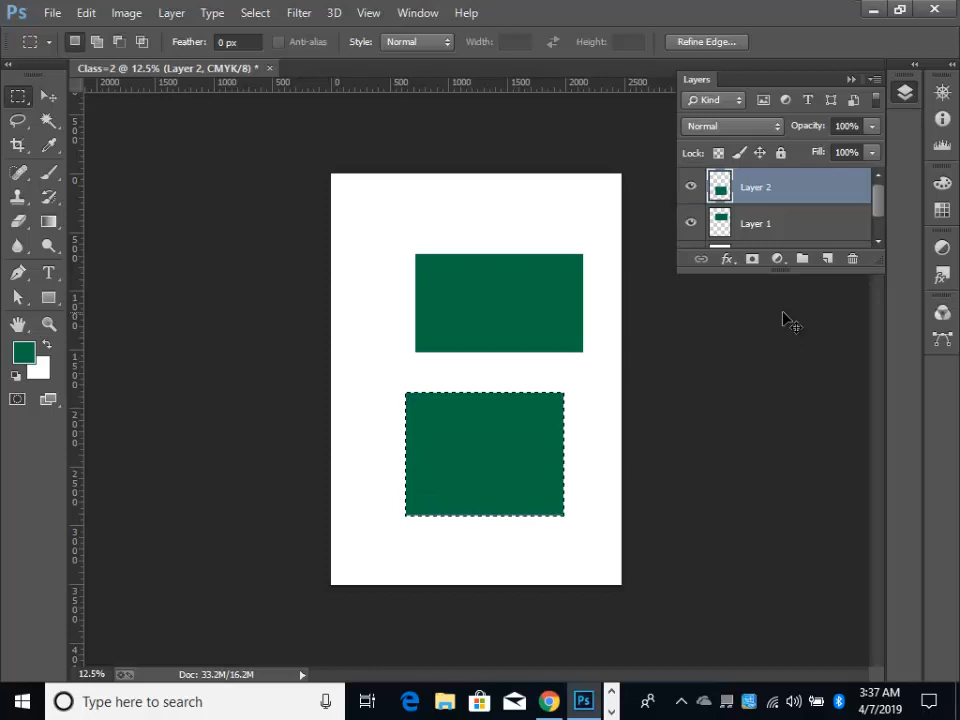 Ps File Edit Image Layer Type Select Filter 3D View Window Help
Feather: 0 px Anti-alias Style: Normal Width: Height: Refine Edge...
Class=2 @ 12.5% (Layer 2, CMYK/8) * ×
2000 1500 1000 500 0 500 1000 1500 2000 2500
Layers
Kind
Normal Opacity: 100%
Lock: Fill: 100%
Layer 2
Layer 1
fx
12.5% Doc: 33.2M/16.2M
Type here to search
Ps
3:37 AM
4/7/2019